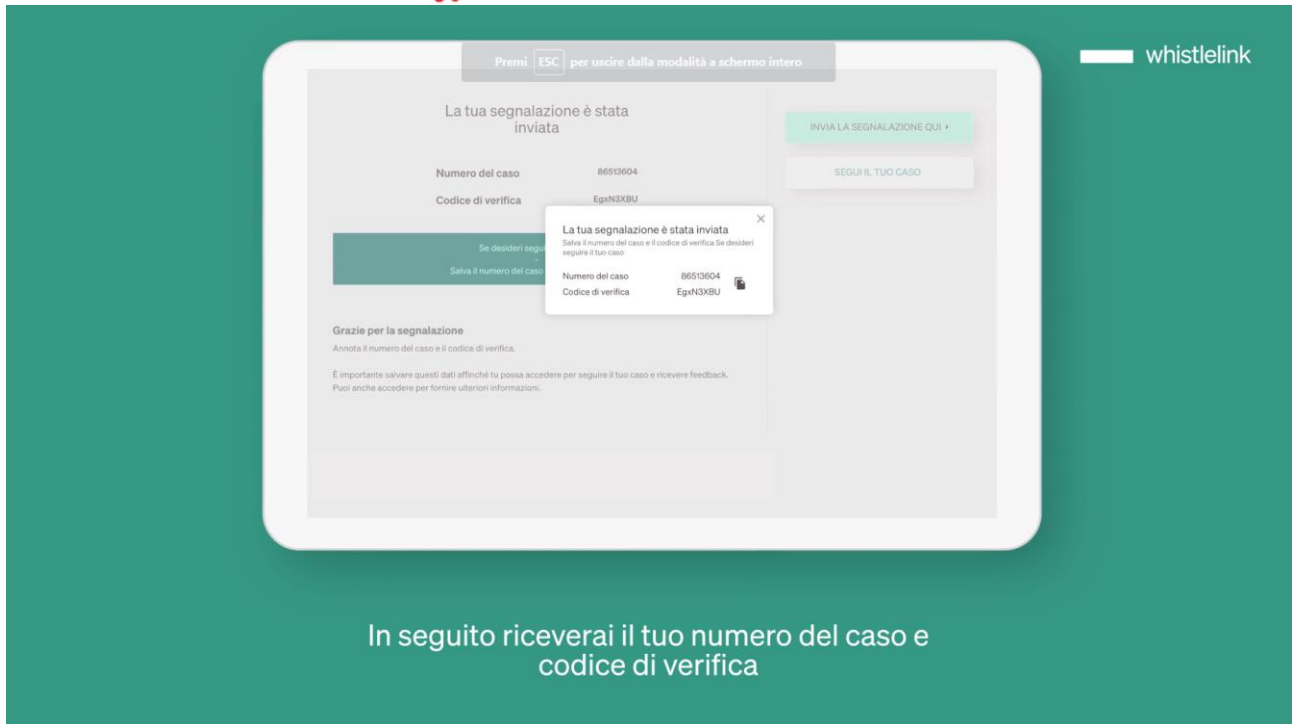 Premi ESC per uscire dalla modalità a schermo intero
whistlelink
La tua segnalazione è stata
inviata
Numero del caso 86513604
Codice di verifica EgxN3XBU
INVIA LA SEGNALAZIONE QUI
SEGUI IL TUO CASO
Se desideri segui
-
Salva il numero del caso
La tua segnalazione è stata inviata
Salva il numero del caso e il codice di verifica Se desideri
seguire il tuo caso
Numero del caso 86513604
Codice di verifica EgxN3XBU
Grazie per la segnalazione
Annota il numero del caso e il codice di verifica.
È importante salvare questi dati affinché tu possa accedere per seguire il tuo caso e ricevere feedback.
Puoi anche accedere per fornire ulteriori informazioni.
In seguito riceverai il tuo numero del caso e
codice di verifica